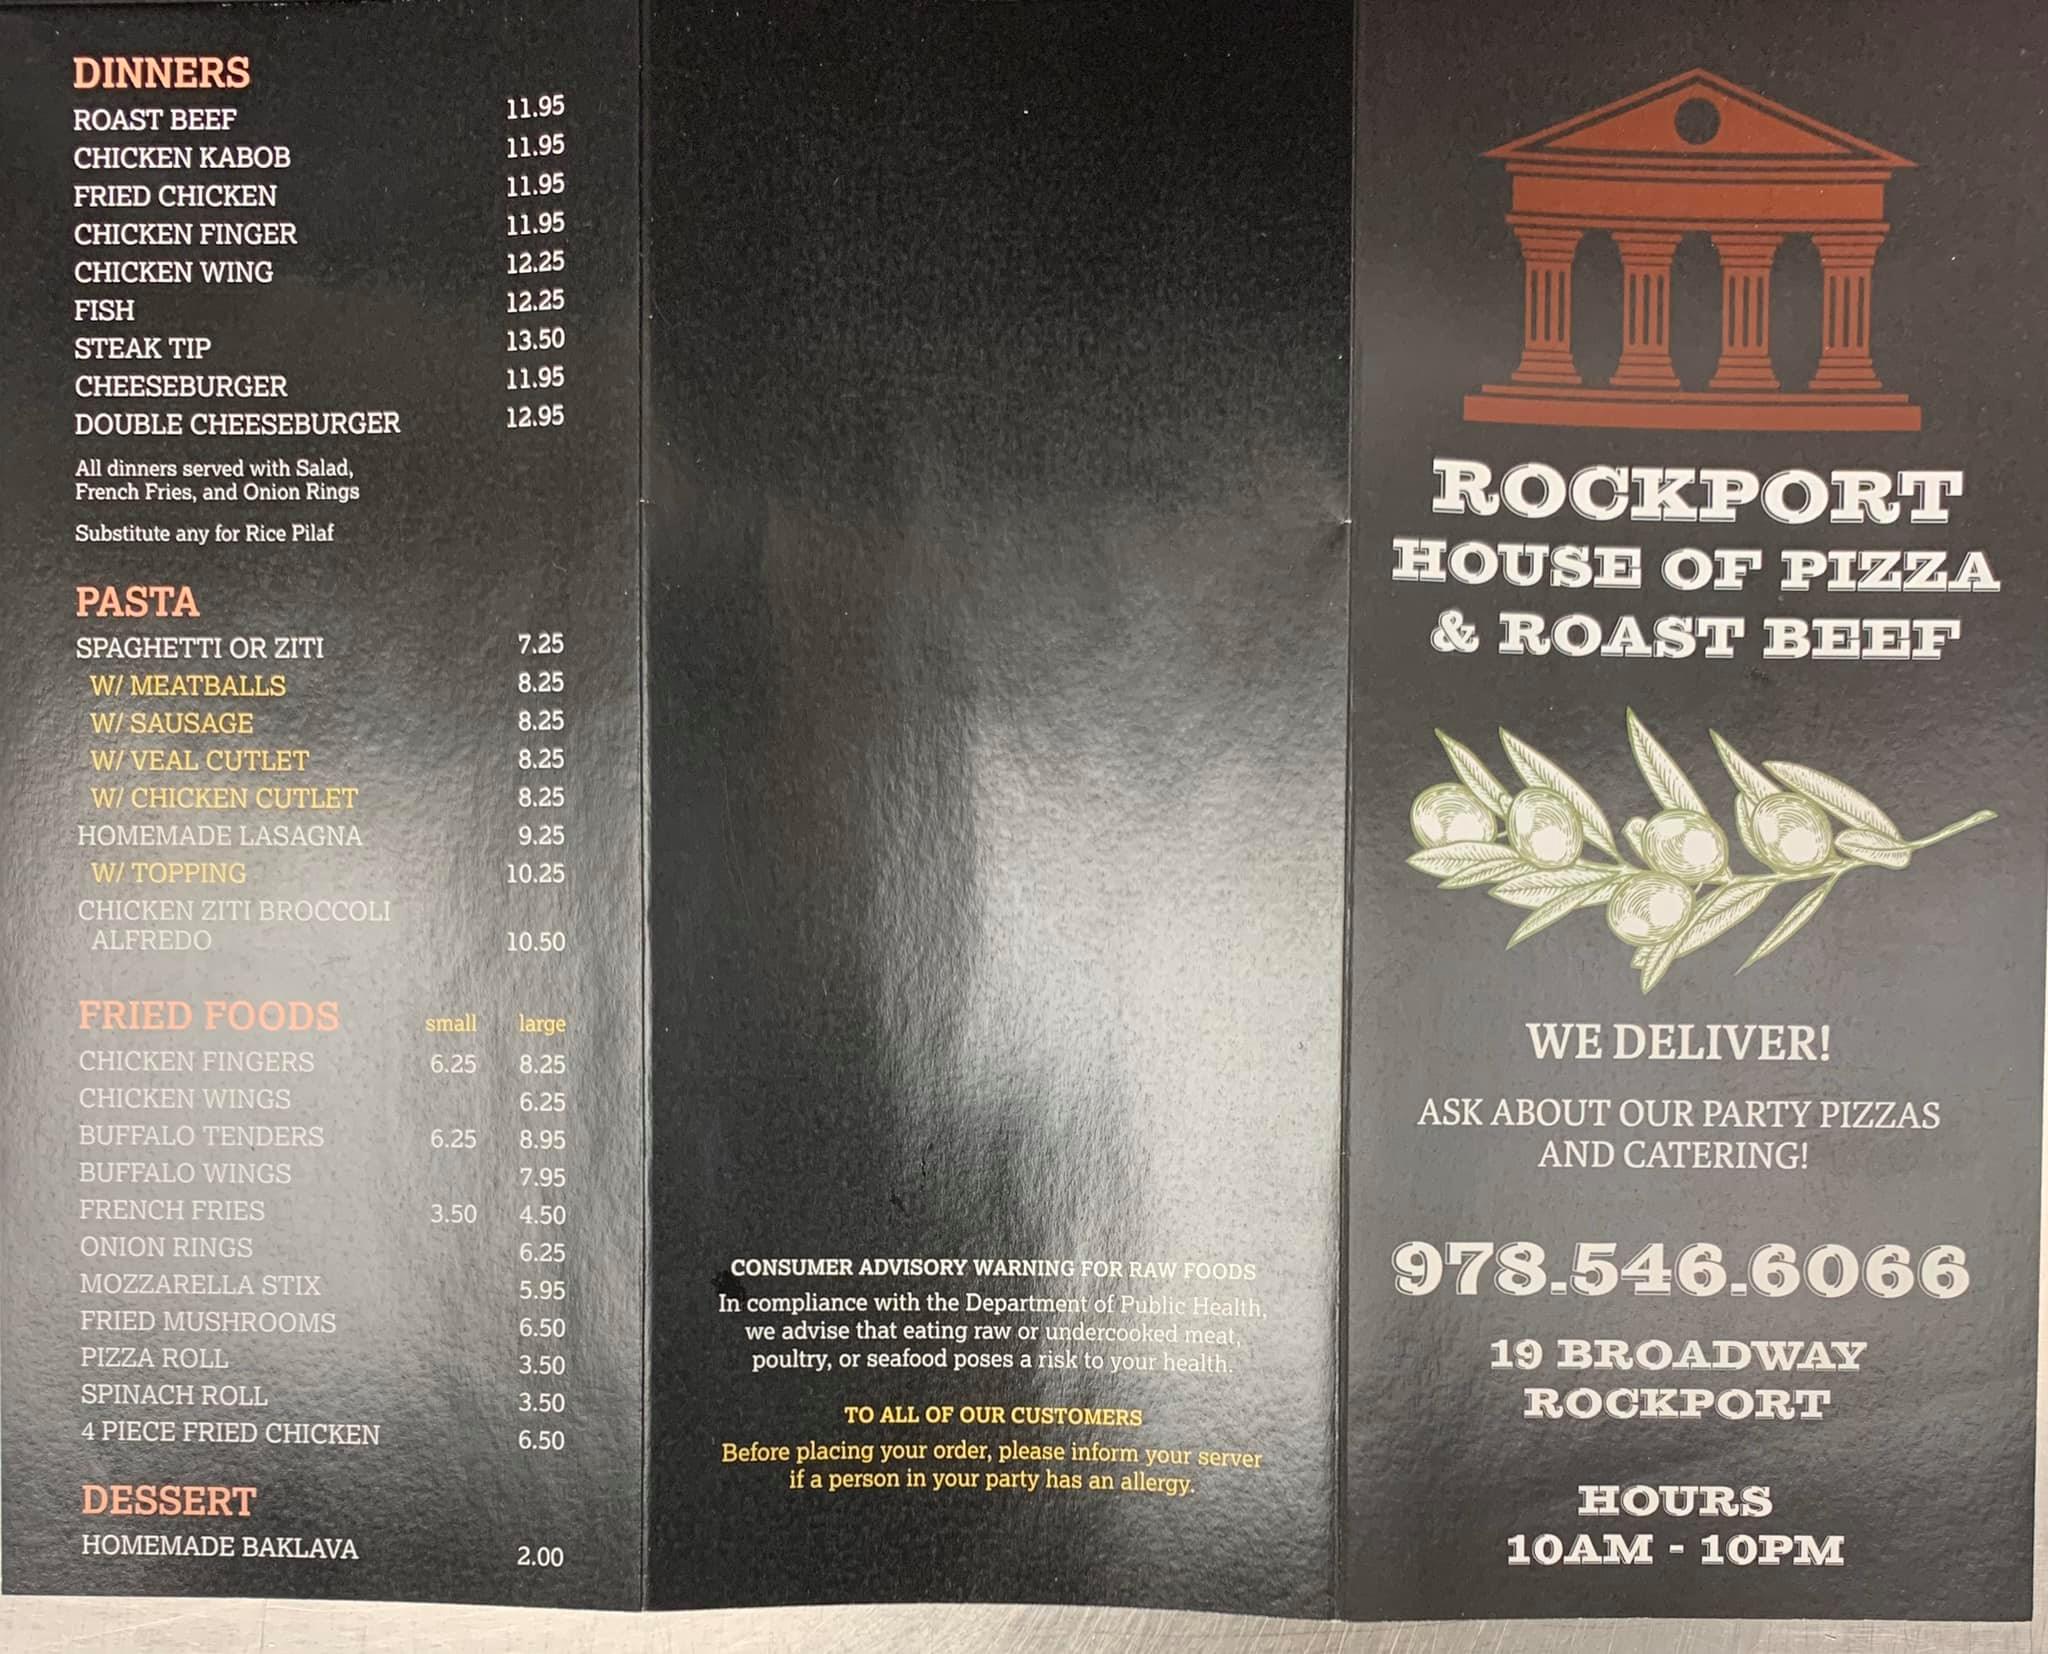 DINNERS
ROAST BEEF 11.95
CHICKEN KABOB 11.95
FRIED CHICKEN 11.95
CHICKEN FINGER 11.95
CHICKEN WING 12.25
FISH 12.25
STEAK TIP 13.50
CHEESEBURGER 11.95
DOUBLE CHEESEBURGER 12.95
All dinners served with Salad,
French Fries, and Onion Rings
Substitute any for Rice Pilaf
PASTA
SPAGHETTI OR ZITI 7.25
W/ MEATBALLS 8.25
W/ SAUSAGE 8.25
W/ VEAL CUTLET 8.25
W/ CHICKEN CUTLET 8.25
HOMEMADE LASAGNA 9.25
W/ TOPPING 10.25
CHICKEN ZITI BROCCOLI
ALFREDO 10.50
FRIED FOODS small large
CHICKEN FINGERS 6.25 8.25
CHICKEN WINGS 6.25
BUFFALO TENDERS 6.25 8.95
BUFFALO WINGS 7.95
FRENCH FRIES 3.50 4.50
ONION RINGS 6.25
MOZZARELLA STIX 5.95
FRIED MUSHROOMS 6.50
PIZZA ROLL 3.50
SPINACH ROLL 3.50
4 PIECE FRIED CHICKEN 6.50
DESSERT
HOMEMADE BAKLAVA 2.00
CONSUMER ADVISORY WARNING FOR RAW FOODS
In compliance with the Department of Public Health,
we advise that eating raw or undercooked meat,
poultry, or seafood poses a risk to your health.
TO ALL OF OUR CUSTOMERS
Before placing your order, please inform your server
if a person in your party has an allergy.
ROCKPORT
HOUSE OF PIZZA
& ROAST BEEF
WE DELIVER!
ASK ABOUT OUR PARTY PIZZAS
AND CATERING!
978.546.6066
19 BROADWAY
ROCKPORT
HOURS
10AM - 10PM